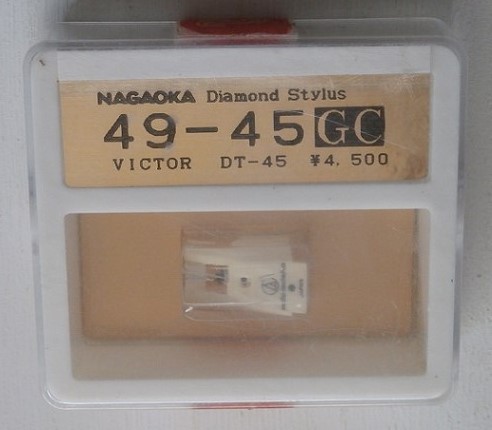 NAGAOKA Diamond Stylus
49-45 GC
VICTOR DT-45 ¥4,500